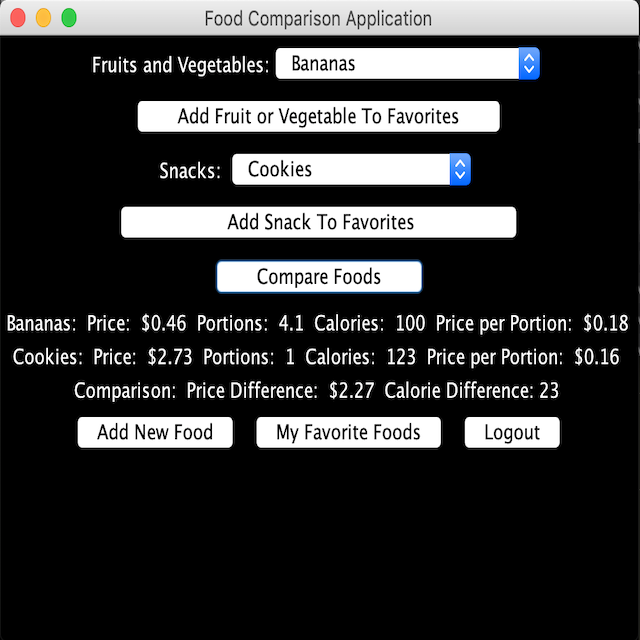 Food Comparison Application
Fruits and Vegetables: Bananas
Add Fruit or Vegetable To Favorites
Snacks: Cookies
Add Snack To Favorites
Compare Foods
Bananas: Price: $0.46 Portions: 4.1 Calories: 100 Price per Portion: $0.18
Cookies: Price: $2.73 Portions: 1 Calories: 123 Price per Portion: $0.16
Comparison: Price Difference: $2.27 Calorie Difference: 23
Add New Food My Favorite Foods Logout